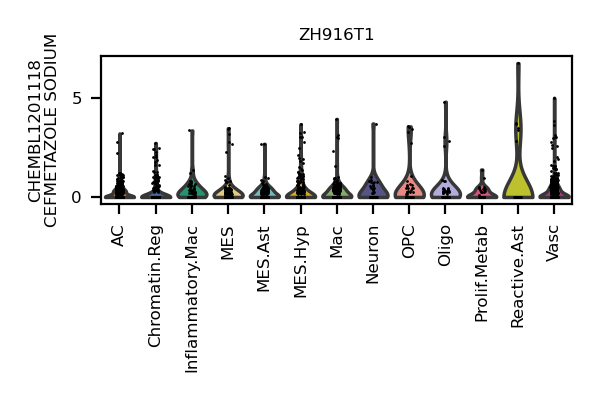 ZH916T1
CHEMBL1201118
CEFMETAZOLE SODIUM
5
0
AC
Chromatin.Reg
Inflammatory.Mac
MES
MES.Ast
MES.Hyp
Mac
Neuron
OPC
Oligo
Prolif.Metab
Reactive.Ast
Vasc